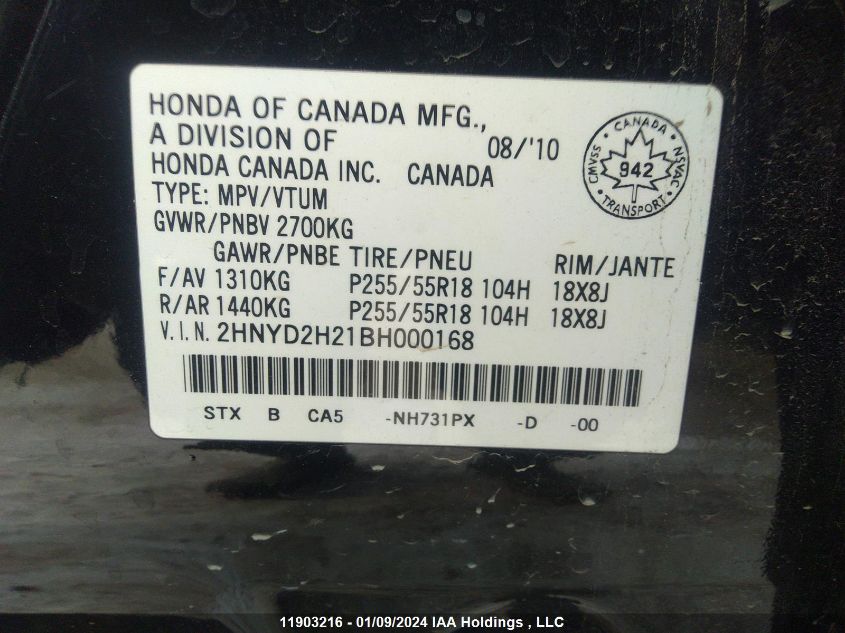 HONDA OF CANADA MFG.,
A DIVISION OF
HONDA CANADA INC. CANADA
08/'10
TYPE: MPV/VTUM
GVWR/PNBV 2700KG
GAWR/PNBE TIRE/PNEU RIM/JANTE
F/AV 1310KG P255/55R18 104H 18X8J
R/AR 1440KG P255/55R18 104H 18X8J
V.I.N. 2HNYD2H21BH000168
STX B CA5 -NH731PX -D -00
CANADA
CMVSS 942 NSVAC
TRANSPORT
11903216 - 01/09/2024 IAA Holdings , LLC